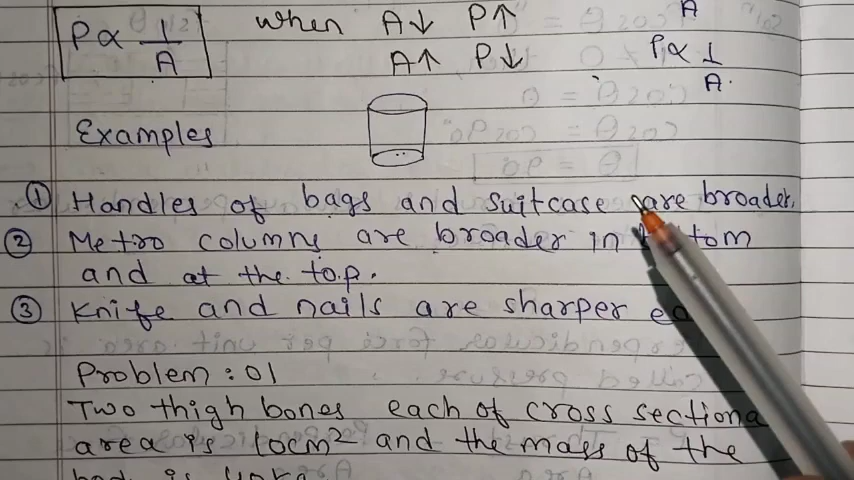 A
P ∝ 1/A when A↓ P↑
A↑ P↓ P ∝ 1/A.
Examples
① Handles of bags and suitcase are broader.
② Metro columns are broader in tom
and at the top.
③ Knife and nails are sharper
Problem : 01
Two thigh bones each of cross sectiona
area is 10cm² and the mass of the
is